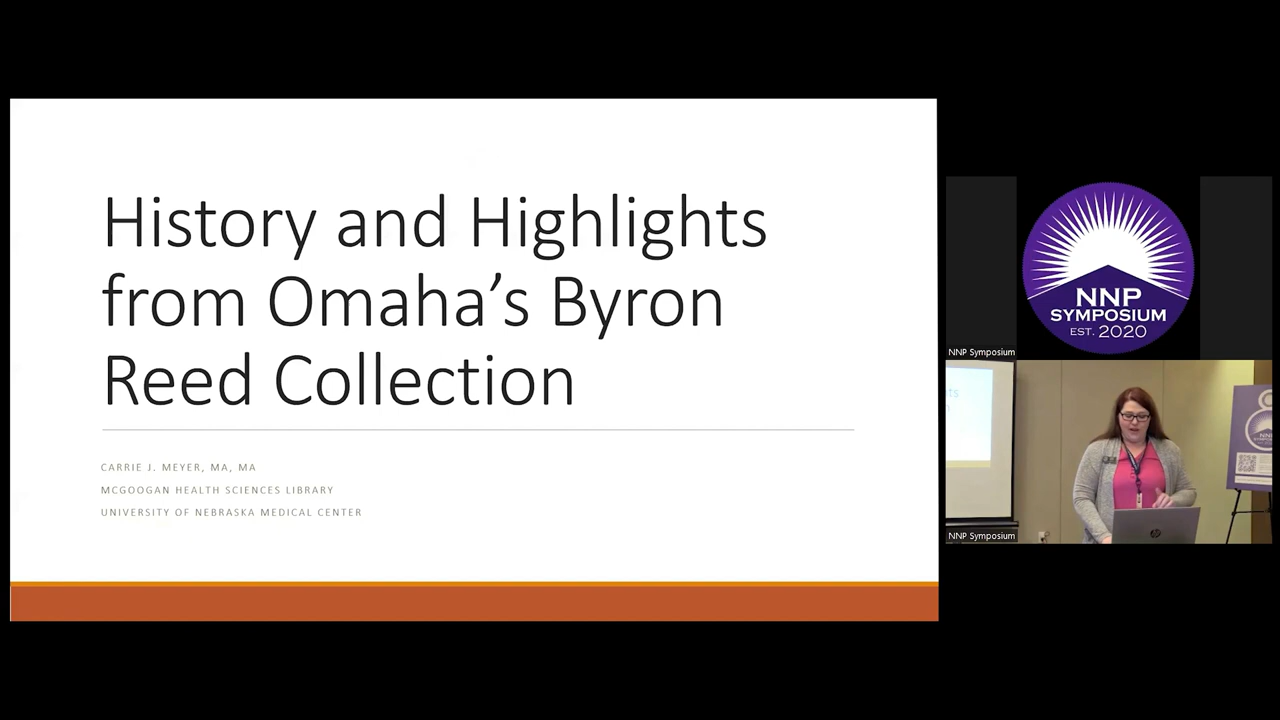 History and Highlights
from Omaha’s Byron
Reed Collection
CARRIE J. MEYER, MA, MA
MCGOOGAN HEALTH SCIENCES LIBRARY
UNIVERSITY OF NEBRASKA MEDICAL CENTER
NNP
SYMPOSIUM
EST. 2020
NNP Symposium
NNP Symposium